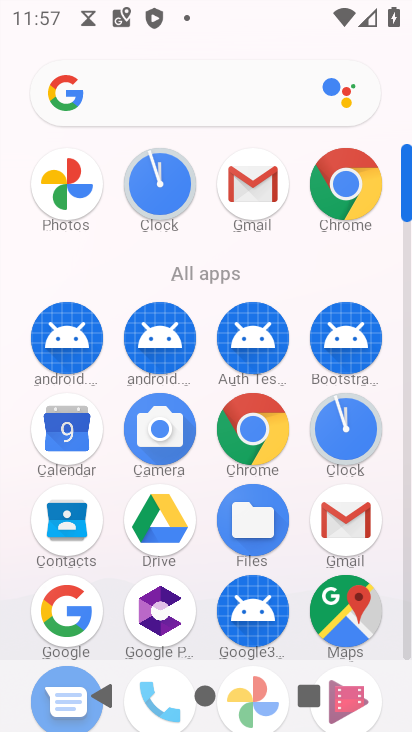 11:57
Photos Clock Gmail Chrome
All apps
android.... android.... Auth Tes... Bootstra...
9
Calendar Camera Chrome Clock
Contacts Drive Files Gmail
G
Google Google P... Google3... Maps